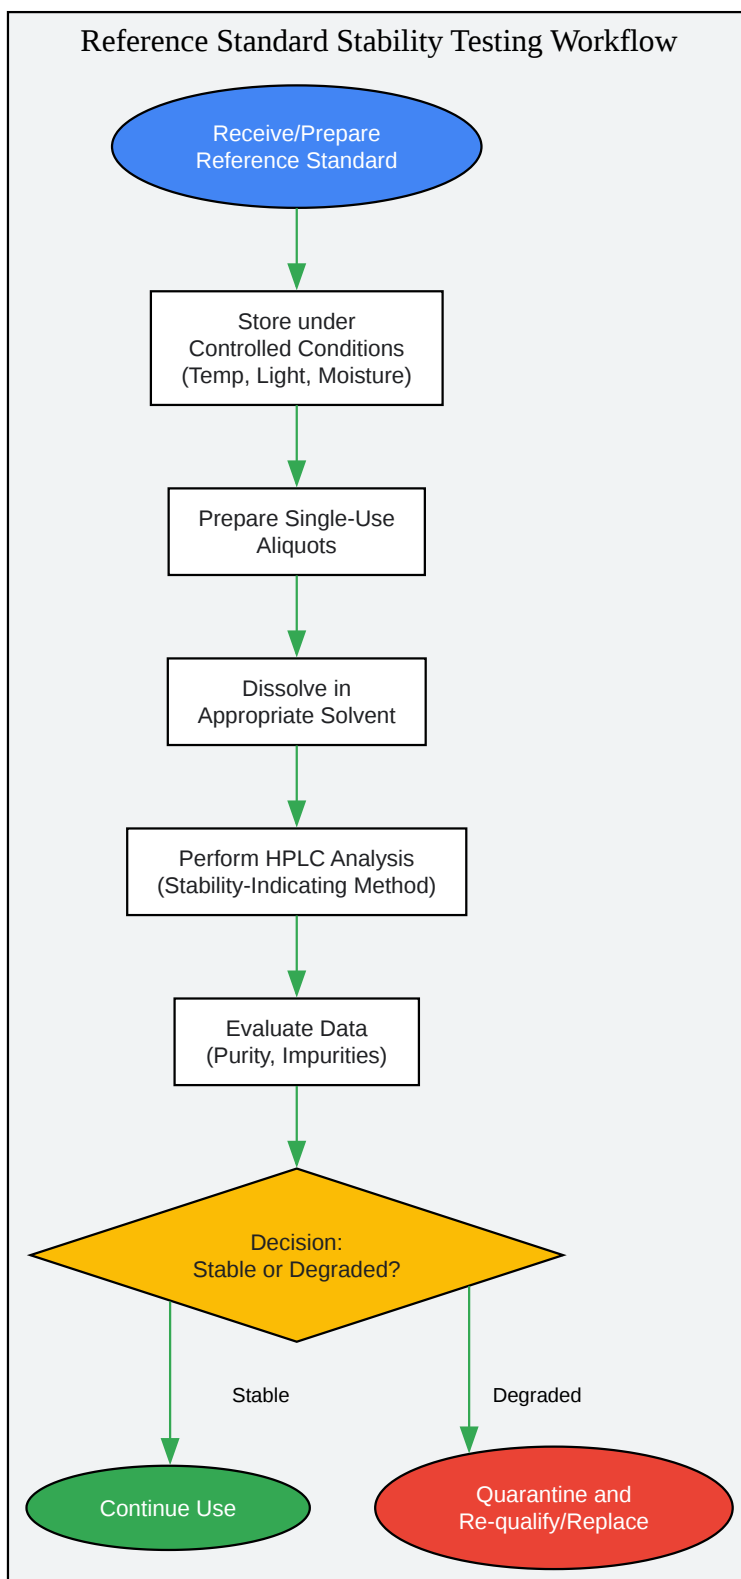 Reference Standard Stability Testing Workflow
Receive/Prepare
Reference Standard
Store under
Controlled Conditions
(Temp, Light, Moisture)
Prepare Single-Use
Aliquots
Dissolve in
Appropriate Solvent
Perform HPLC Analysis
(Stability-Indicating Method)
Evaluate Data
(Purity, Impurities)
Decision:
Stable or Degraded?
Stable
Degraded
Continue Use
Quarantine and
Re-qualify/Replace